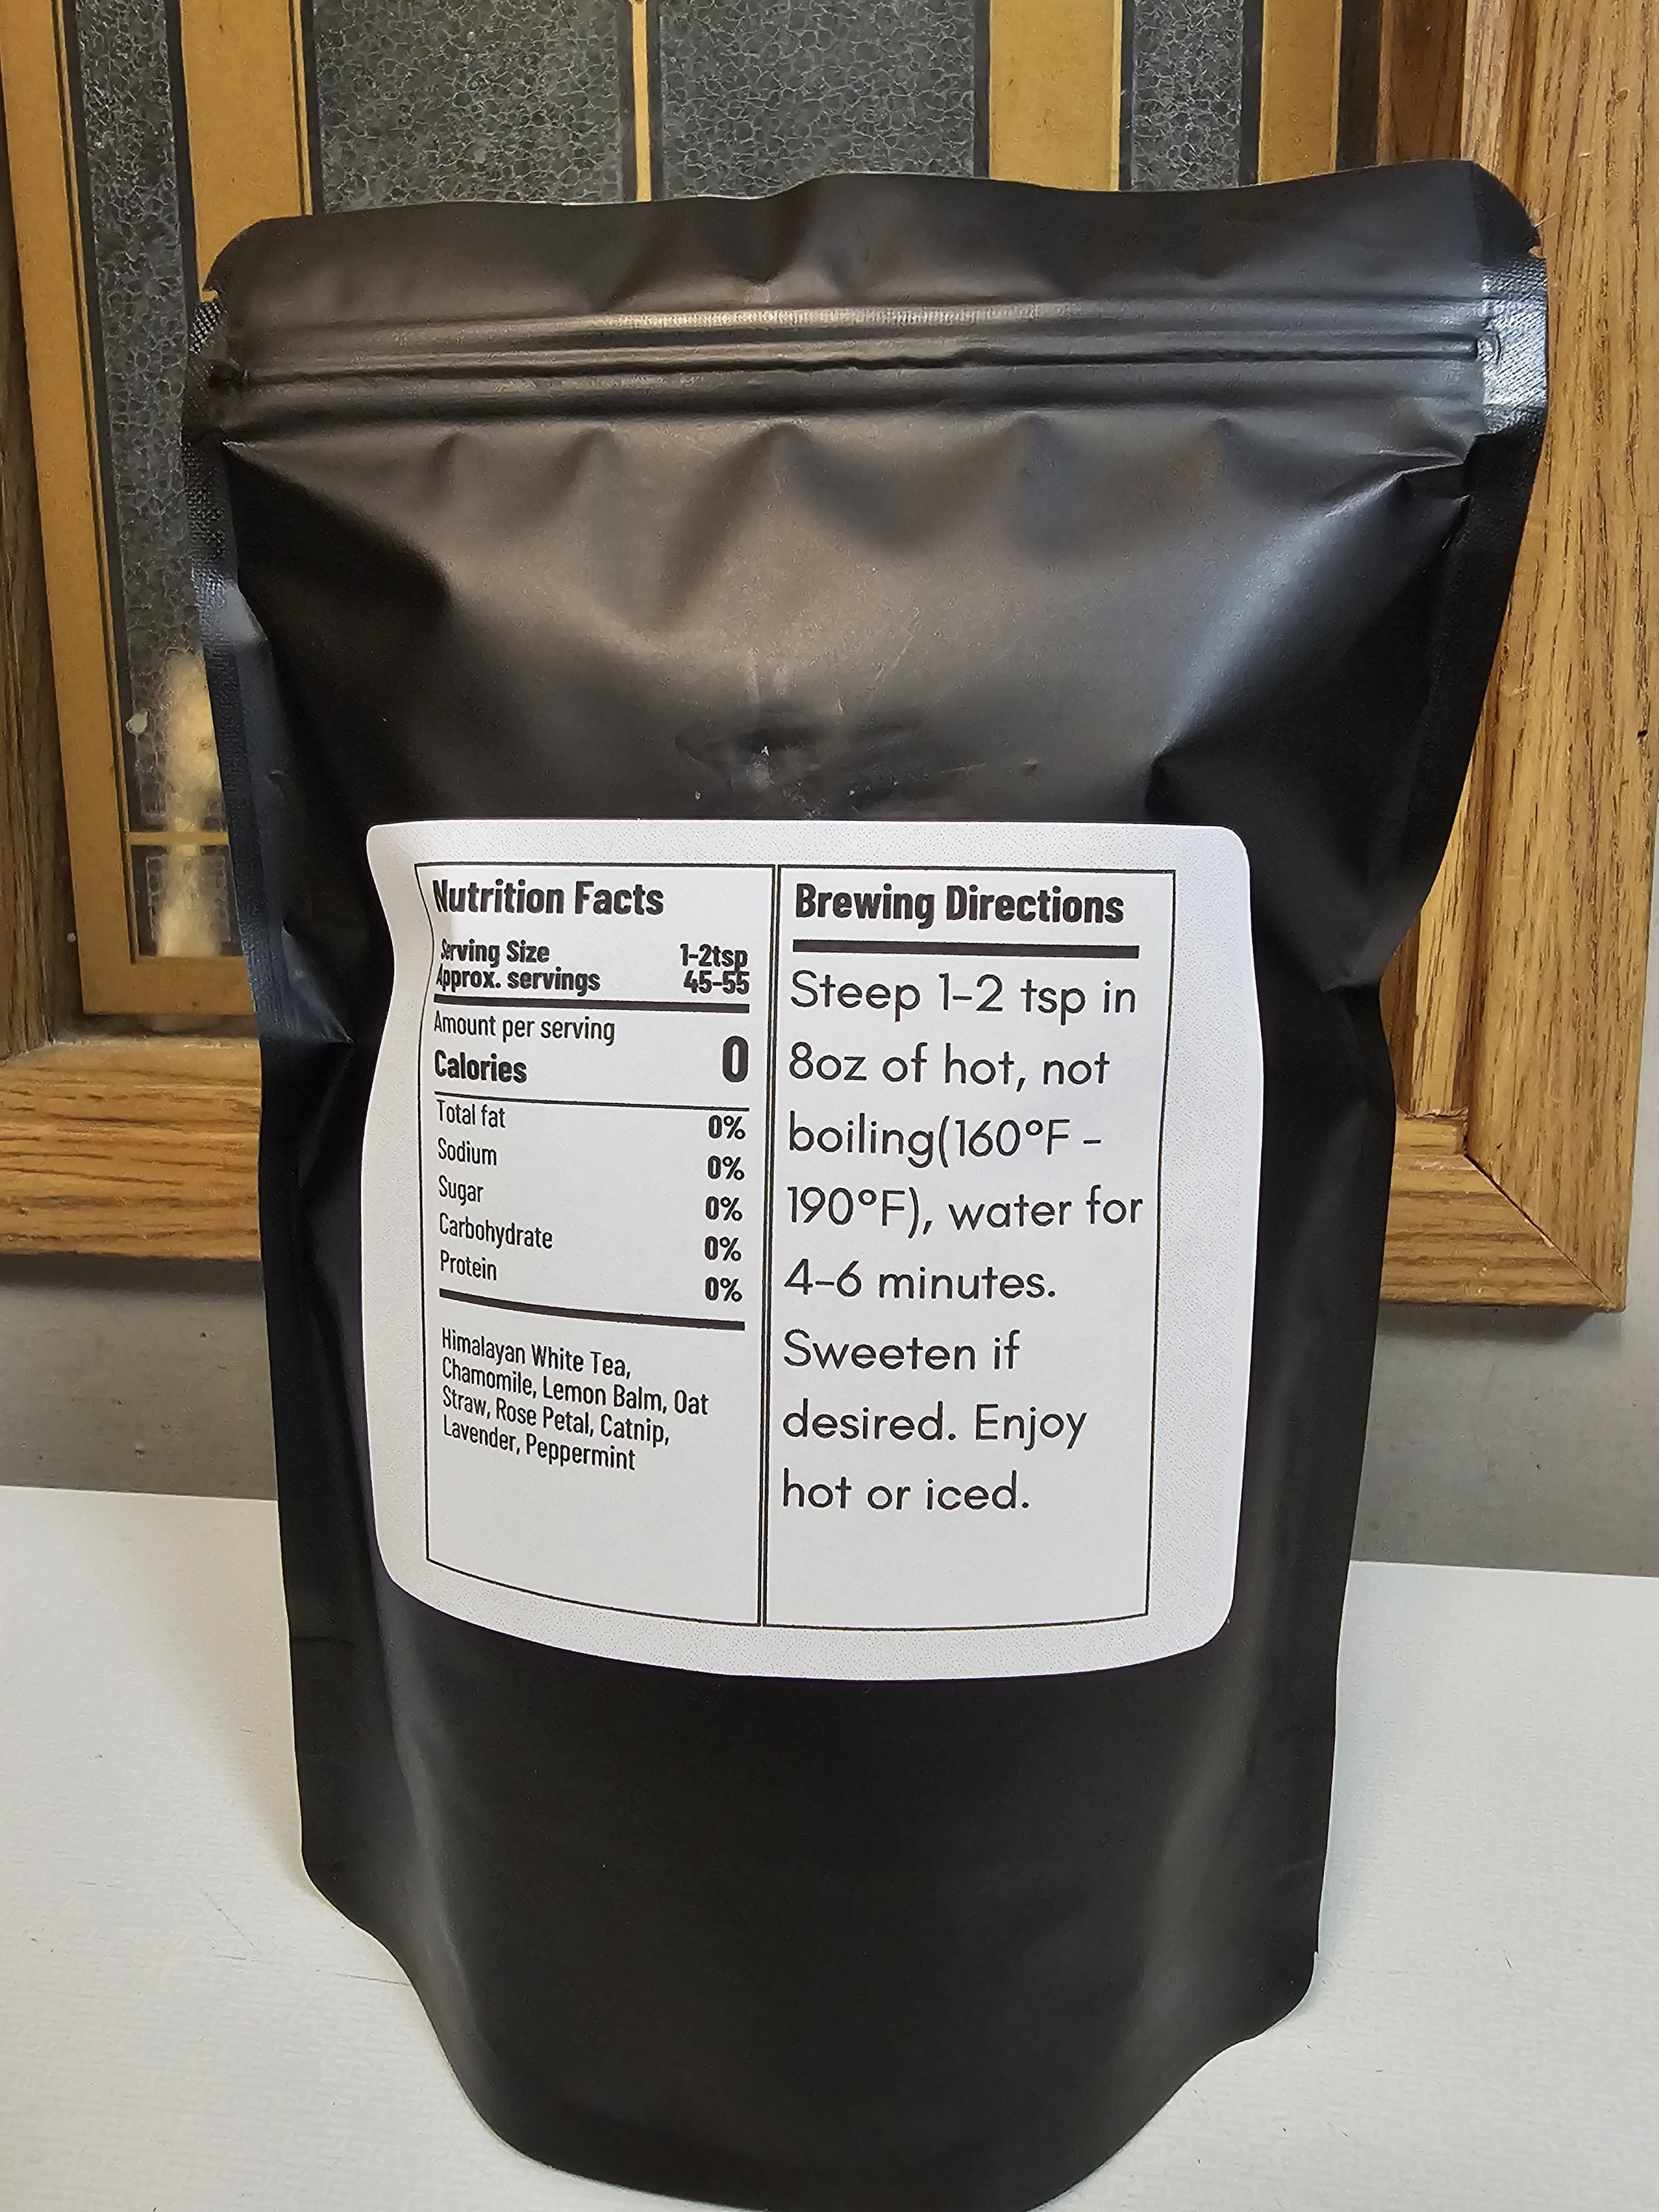 Nutrition Facts
Serving Size 1-2tsp
Approx. servings 45-55
Amount per serving
Calories 0
Total fat 0%
Sodium 0%
Sugar 0%
Carbohydrate 0%
Protein 0%
Himalayan White Tea,
Chamomile, Lemon Balm, Oat
Straw, Rose Petal, Catnip,
Lavender, Peppermint
Brewing Directions
Steep 1-2 tsp in
8oz of hot, not
boiling(160°F -
190°F), water for
4-6 minutes.
Sweeten if
desired. Enjoy
hot or iced.